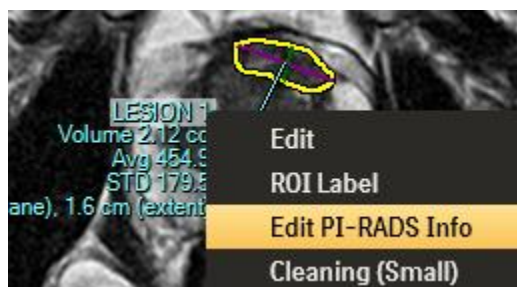 LESION 1
Volume 2.12 cc
Avg 454.9
STD 179.5
ane), 1.6 cm (extent
Edit
ROI Label
Edit PI-RADS Info
Cleaning (Small)